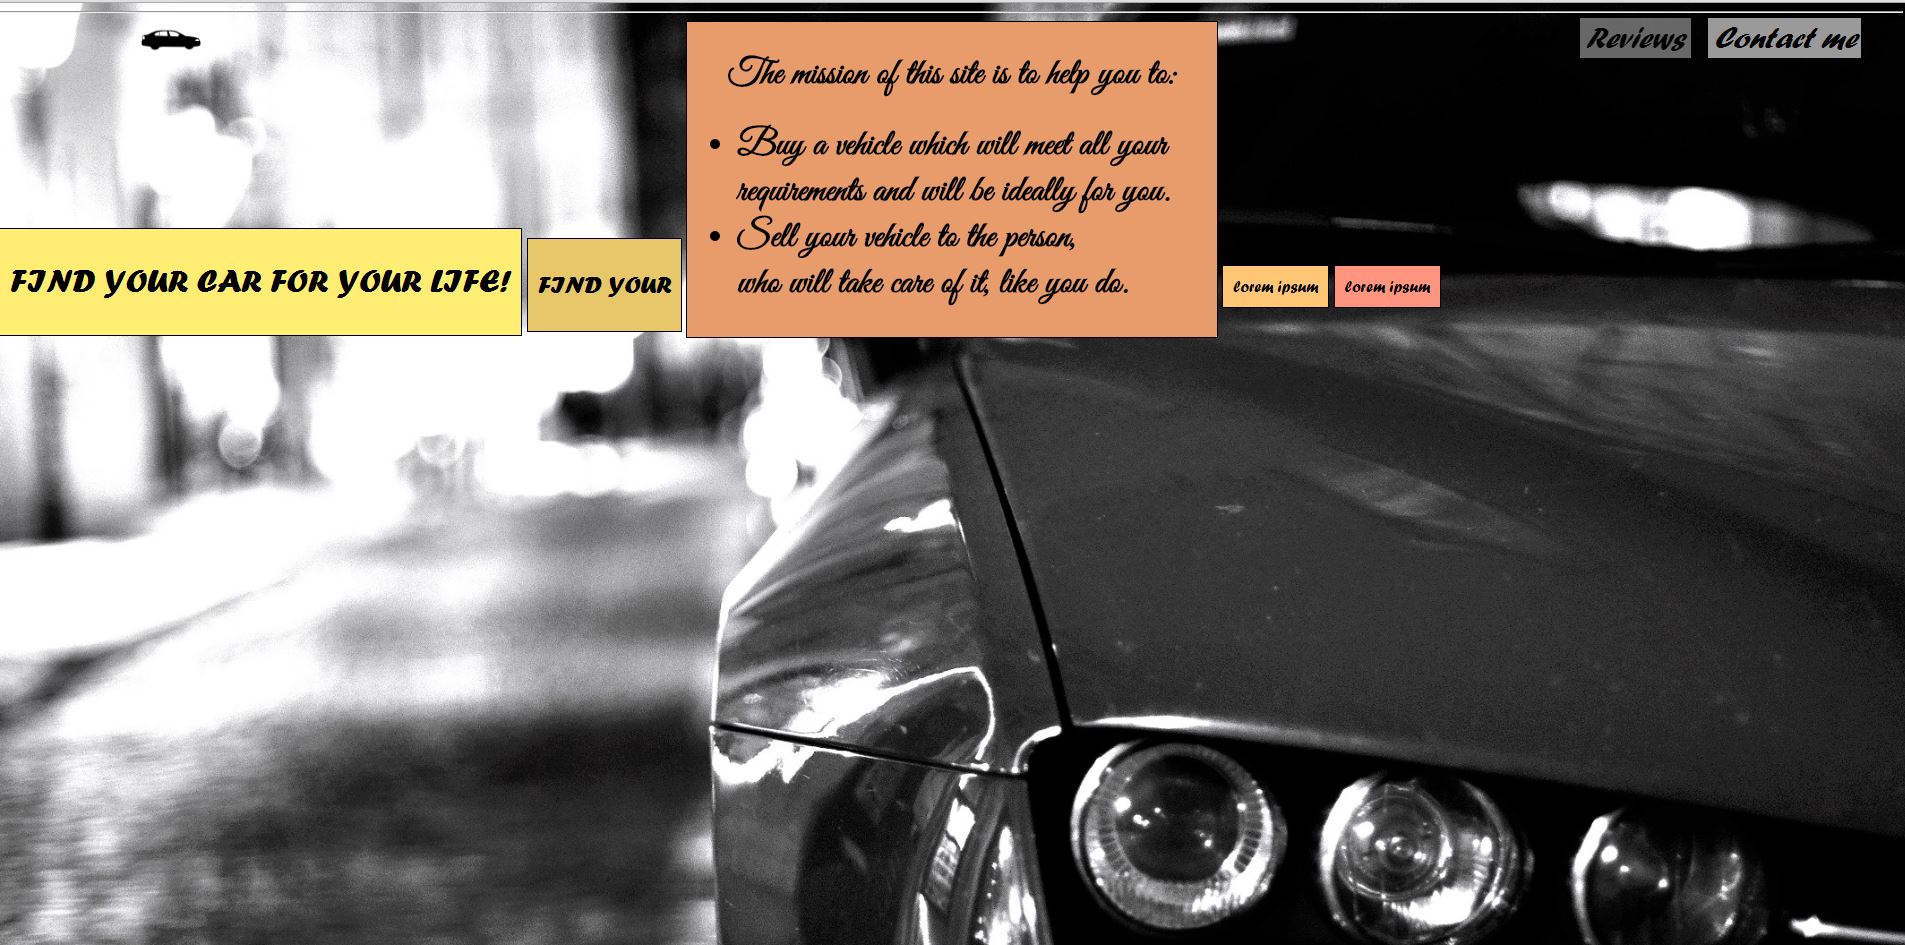 Reviews
Contact me
The mission of this site is to help you to:
• Buy a vehicle which will meet all your
requirements and will be ideally for you.
• Sell your vehicle to the person,
who will take care of it, like you do.
FIND YOUR CAR FOR YOUR LIFE!
FIND YOUR
lorem ipsum
lorem ipsum